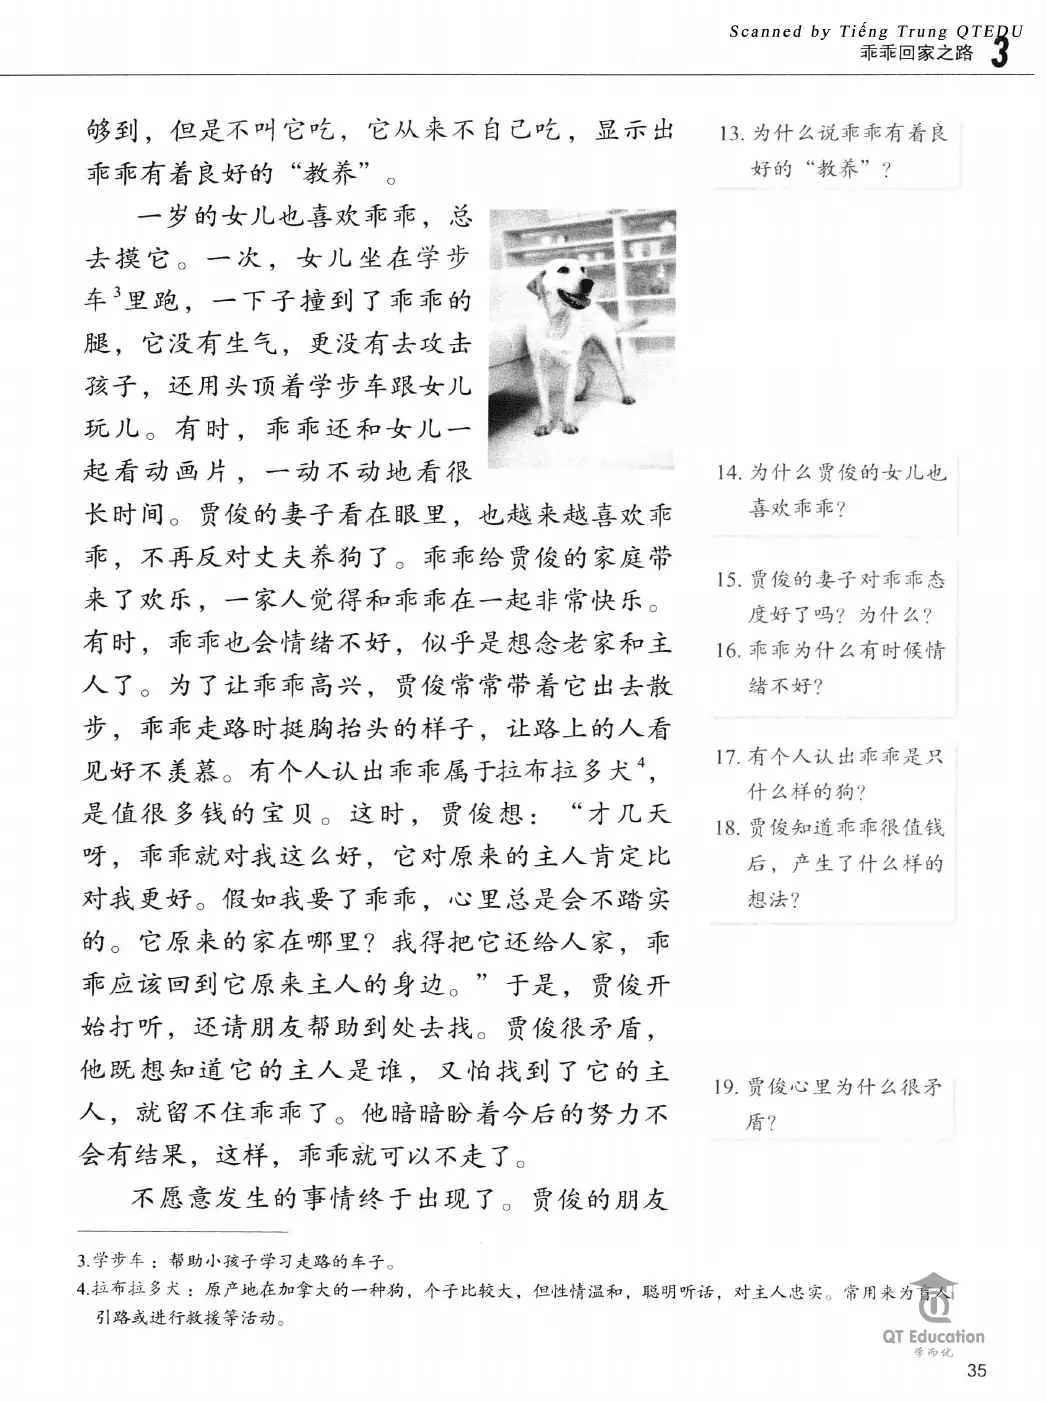 Scanned by Tiếng Trung QTEDU
乖乖回家之路 3
够到，但是不叫它吃，它从来不自己吃，显示出
乖乖有着良好的“教养”。
一岁的女儿也喜欢乖乖，总
去摸它。一次，女儿坐在学步
车3里跑，一下子撞到了乖乖的
腿，它没有生气，更没有去攻击
孩子，还用头顶着学步车跟女儿
玩儿。有时，乖乖还和女儿一
起看动画片，一动不动地看很
长时间。贾俊的妻子看在眼里，也越来越喜欢乖
乖，不再反对丈夫养狗了。乖乖给贾俊的家庭带
来了欢乐，一家人觉得和乖乖在一起非常快乐。
有时，乖乖也会情绪不好，似乎是想念老家和主
人了。为了让乖乖高兴，贾俊常常带着它出去散
步，乖乖走路时挺胸抬头的样子，让路上的人看
见好不羡慕。有个人认出乖乖属于拉布拉多犬4，
是值很多钱的宝贝。这时，贾俊想：“才几天
呀，乖乖就对我这么好，它对原来的主人肯定比
对我更好。假如我要了乖乖，心里总是会不踏实
的。它原来的家在哪里？我得把它还给人家，乖
乖应该回到它原来主人的身边。”于是，贾俊开
始打听，还请朋友帮助到处去找。贾俊很矛盾，
他既想知道它的主人是谁，又怕找到了它的主
人，就留不住乖乖了。他暗暗盼着今后的努力不
会有结果，这样，乖乖就可以不走了。
不愿意发生的事情终于出现了。贾俊的朋友
13. 为什么说乖乖有着良
好的“教养”？
14. 为什么贾俊的女儿也
喜欢乖乖？
15. 贾俊的妻子对乖乖态
度好了吗？为什么？
16. 乖乖为什么有时候情
绪不好？
17. 有个人认出乖乖是只
什么样的狗？
18. 贾俊知道乖乖很值钱
后，产生了什么样的
想法？
19. 贾俊心里为什么很矛
盾？
3.学步车：帮助小孩子学习走路的车子。
4.拉布拉多犬：原产地在加拿大的一种狗，个子比较大，但性情温和，聪明听话，对主人忠实。常用来为盲人
引路或进行救援等活动。
QT Education
学而优
35